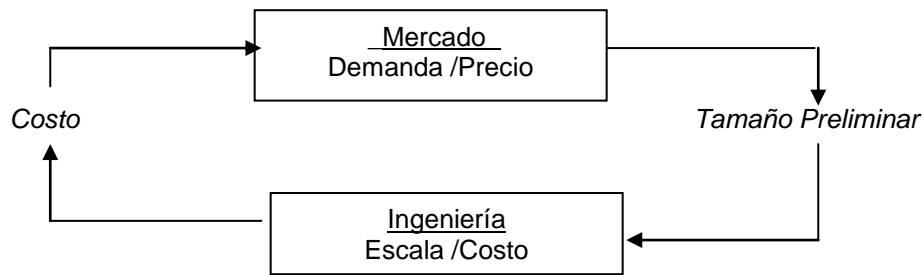 Mercado
Demanda /Precio
Costo
Tamaño Preliminar
Ingeniería
Escala /Costo